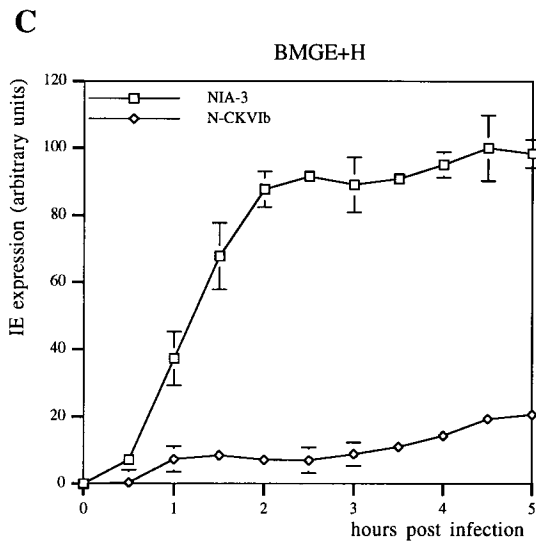 C
BMGE+H
120
NIA-3
N-CKVIb
100
80
60
40
20
0
IE expression (arbitrary units)
0 1 2 3 4 5
hours post infection